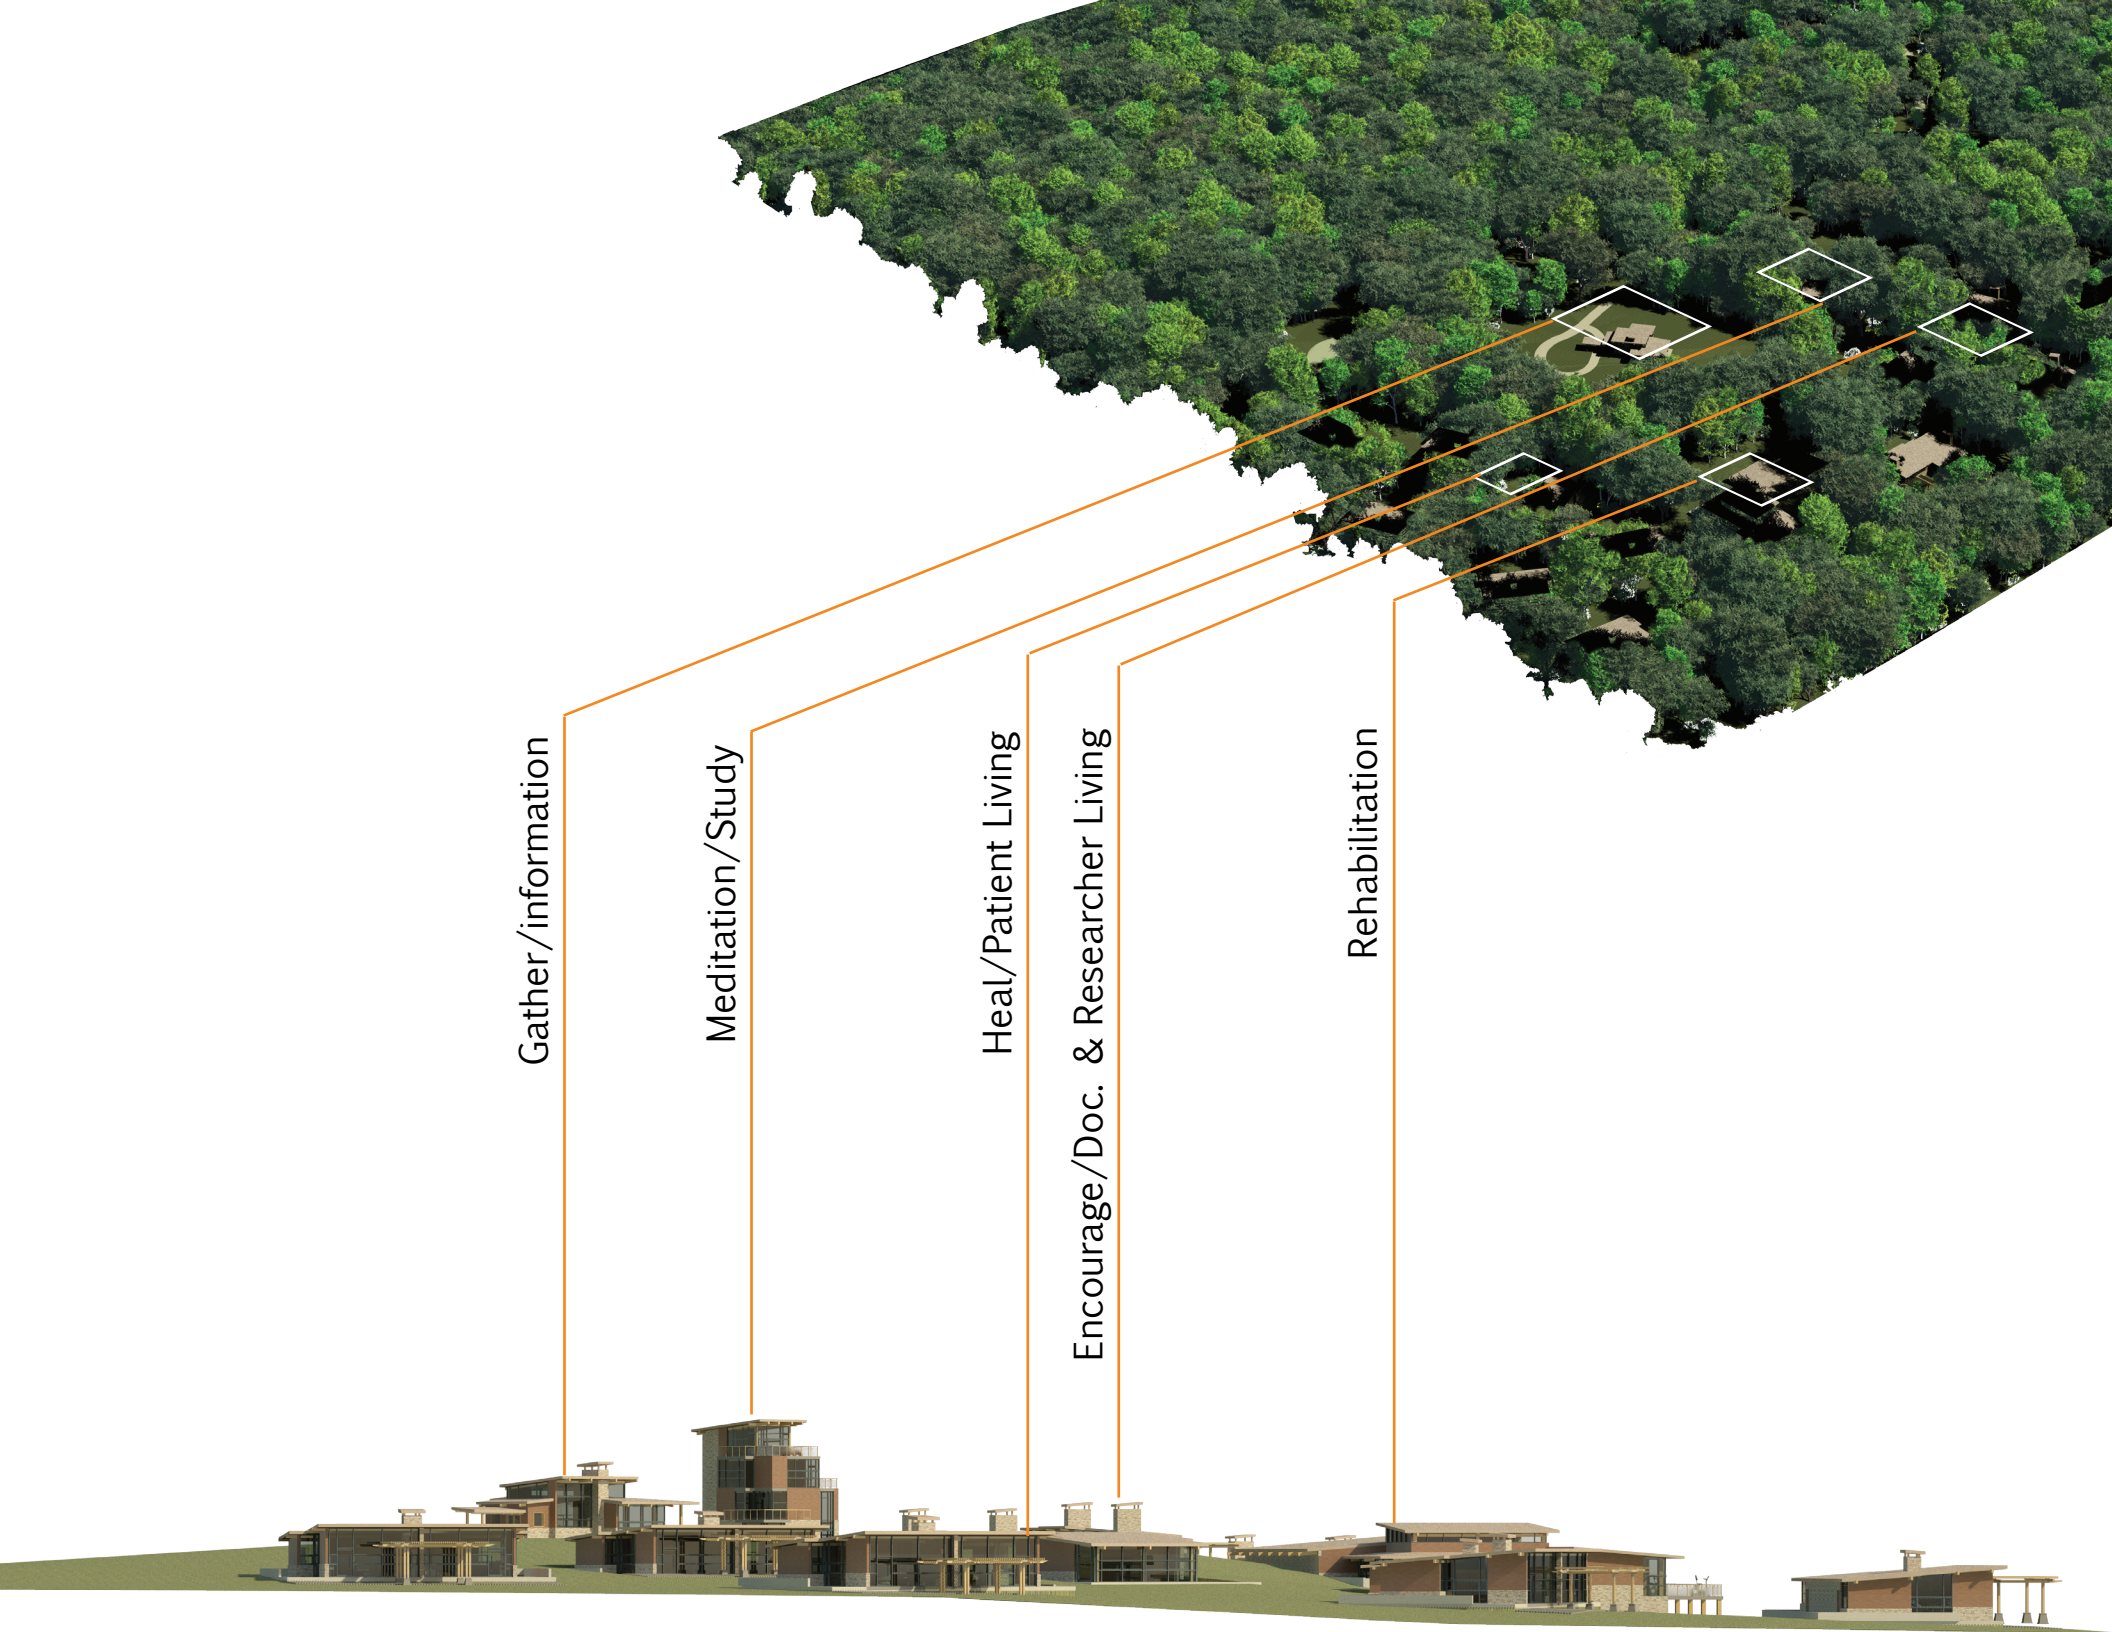 Gather/information
Meditation/Study
Heal/Patient Living
Encourage/Doc. & Researcher Living
Rehabilitation